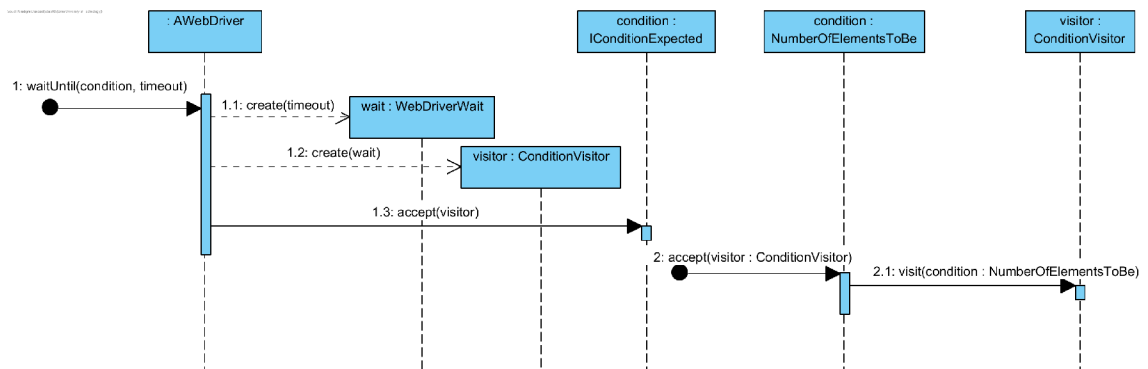 : AWebDriver
condition :
IConditionExpected
condition :
NumberOfElementsToBe
visitor :
ConditionVisitor
1: waitUntil(condition, timeout)
1.1: create(timeout)
wait : WebDriverWait
1.2: create(wait)
visitor : ConditionVisitor
1.3: accept(visitor)
2: accept(visitor : ConditionVisitor)
2.1: visit(condition : NumberOfElementsToBe)